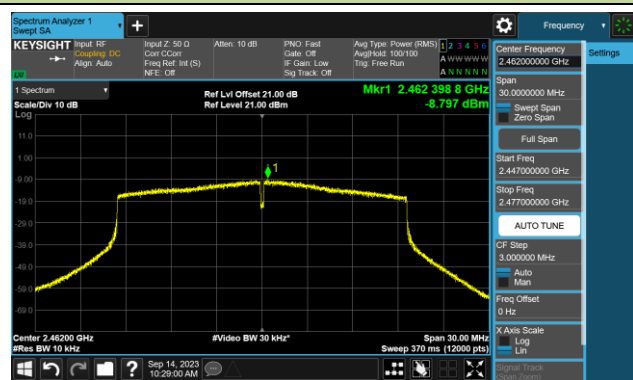 Spectrum Analyzer 1
Swept SA
Frequency
KEYSIGHT
Input: RF
Coupling: DC
Align: Auto
Input Z: 50 Ω
Corr CCorr
Freq Ref: Int (S)
NFE: Off
Atten: 10 dB
PNO: Fast
Gate: Off
IF Gain: Low
Sig Track: Off
Avg Type: Power (RMS)
Avg|Hold: 100/100
Trig: Free Run
1 2 3 4 5 6
A W W W W W
A N N N N N
LXI
Center Frequency
2.462000000 GHz
Settings
Span
30.0000000 MHz
Swept Span
Zero Span
Full Span
Start Freq
2.447000000 GHz
Stop Freq
2.477000000 GHz
AUTO TUNE
CF Step
3.000000 MHz
Auto
Man
Freq Offset
0 Hz
X Axis Scale
Log
Lin
Signal Track
(Span Zoom)
1 Spectrum
Scale/Div 10 dB
Log
Ref Lvl Offset 21.00 dB
Ref Level 21.00 dBm
Mkr1 2.462 398 8 GHz
-8.797 dBm
11.0
1.00
-9.00
-19.0
-29.0
-39.0
-49.0
-59.0
-69.0
1
Center 2.46200 GHz
#Res BW 10 kHz
#Video BW 30 kHz*
Span 30.00 MHz
Sweep 370 ms (12000 pts)
Sep 14, 2023
10:29:00 AM